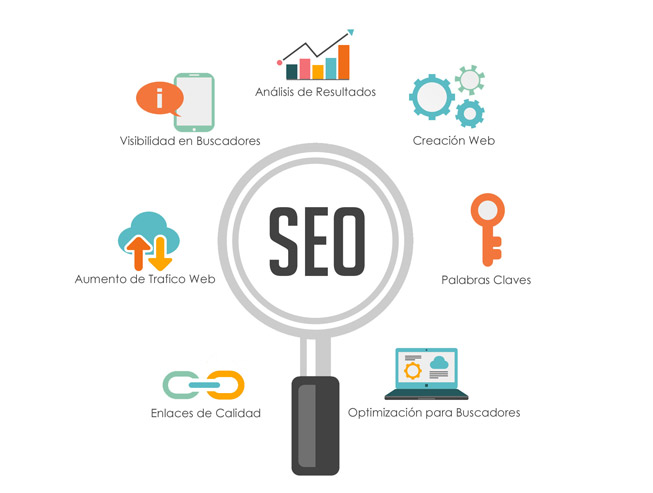 Análisis de Resultados
i
Visibilidad en Buscadores
Creación Web
SEO
Aumento de Trafico Web
Palabras Claves
Enlaces de Calidad
Optimización para Buscadores